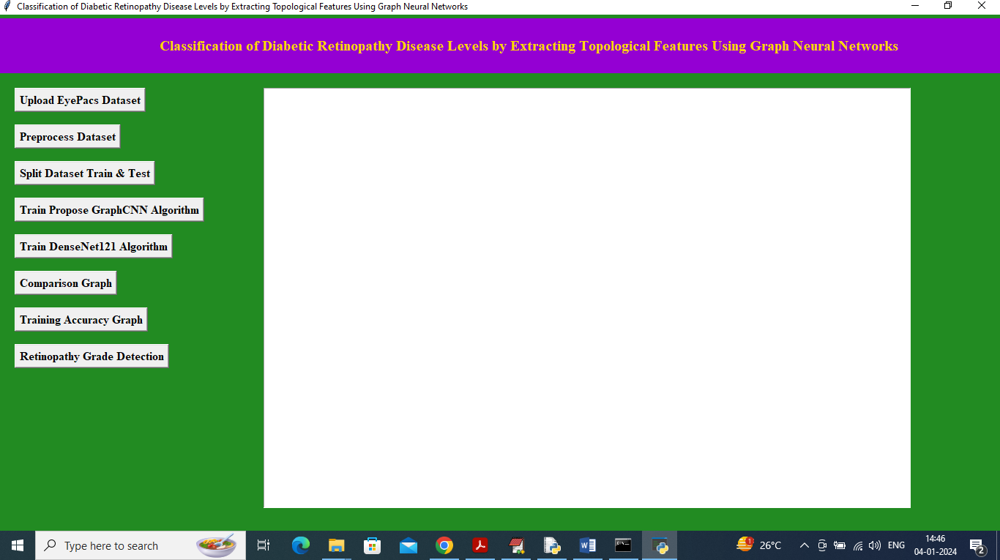 Classification of Diabetic Retinopathy Disease Levels by Extracting Topological Features Using Graph Neural Networks
Classification of Diabetic Retinopathy Disease Levels by Extracting Topological Features Using Graph Neural Networks
Upload EyePacs Dataset
Preprocess Dataset
Split Dataset Train & Test
Train Propose GraphCNN Algorithm
Train DenseNet121 Algorithm
Comparison Graph
Training Accuracy Graph
Retinopathy Grade Detection
Type here to search
1
26°C
ENG
14:46
04-01-2024
2